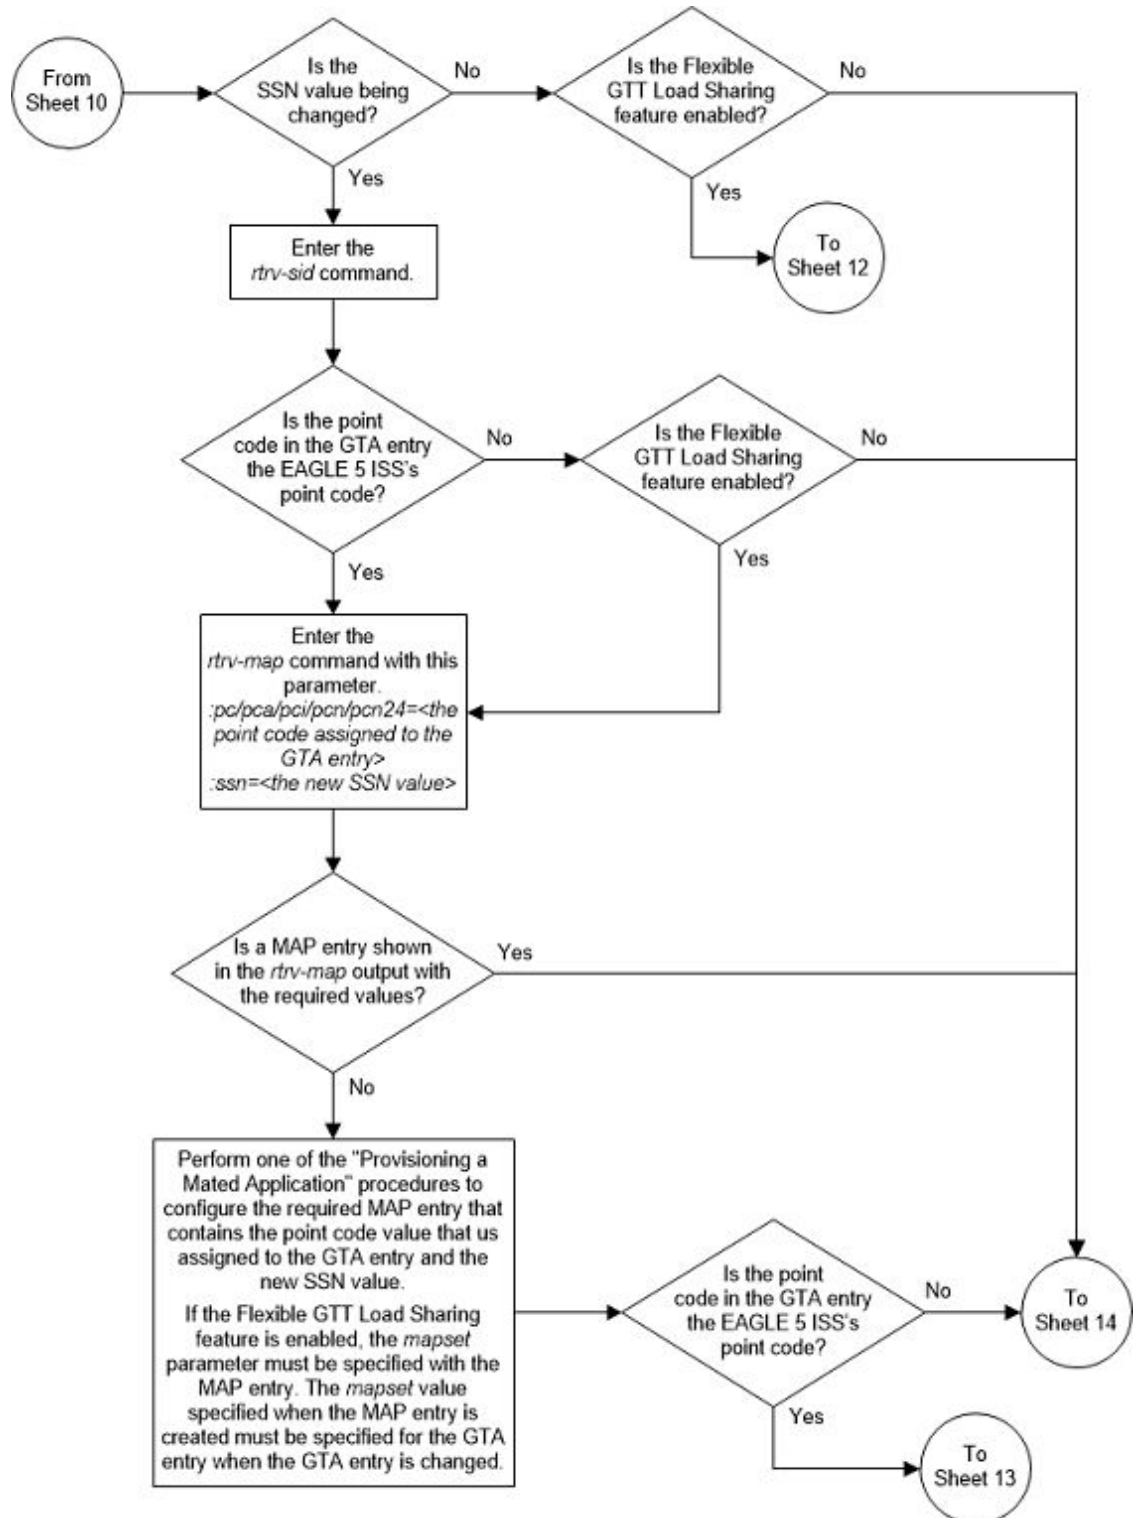 From
Sheet 10
Is the
SSN value being
changed?
No
Is the Flexible
GTT Load Sharing
feature enabled?
No
Yes
Yes
To
Sheet 12
Enter the
rtrv-sid command.
Is the point
code in the GTA entry
the EAGLE 5 ISS's
point code?
No
Is the Flexible
GTT Load Sharing
feature enabled?
No
Yes
Yes
Enter the
rtrv-map command with this
parameter.
:pc/pca/pci/pcn/pcn24=<the
point code assigned to the
GTA entry>
:ssn=<the new SSN value>
Is a MAP entry shown
in the rtrv-map output with
the required values?
Yes
No
Perform one of the "Provisioning a
Mated Application" procedures to
configure the required MAP entry that
contains the point code value that us
assigned to the GTA entry and the
new SSN value.
If the Flexible GTT Load Sharing
feature is enabled, the mapset
parameter must be specified with the
MAP entry. The mapset value
specified when the MAP entry is
created must be specified for the GTA
entry when the GTA entry is changed.
Is the point
code in the GTA entry
the EAGLE 5 ISS's
point code?
No
To
Sheet 14
Yes
To
Sheet 13